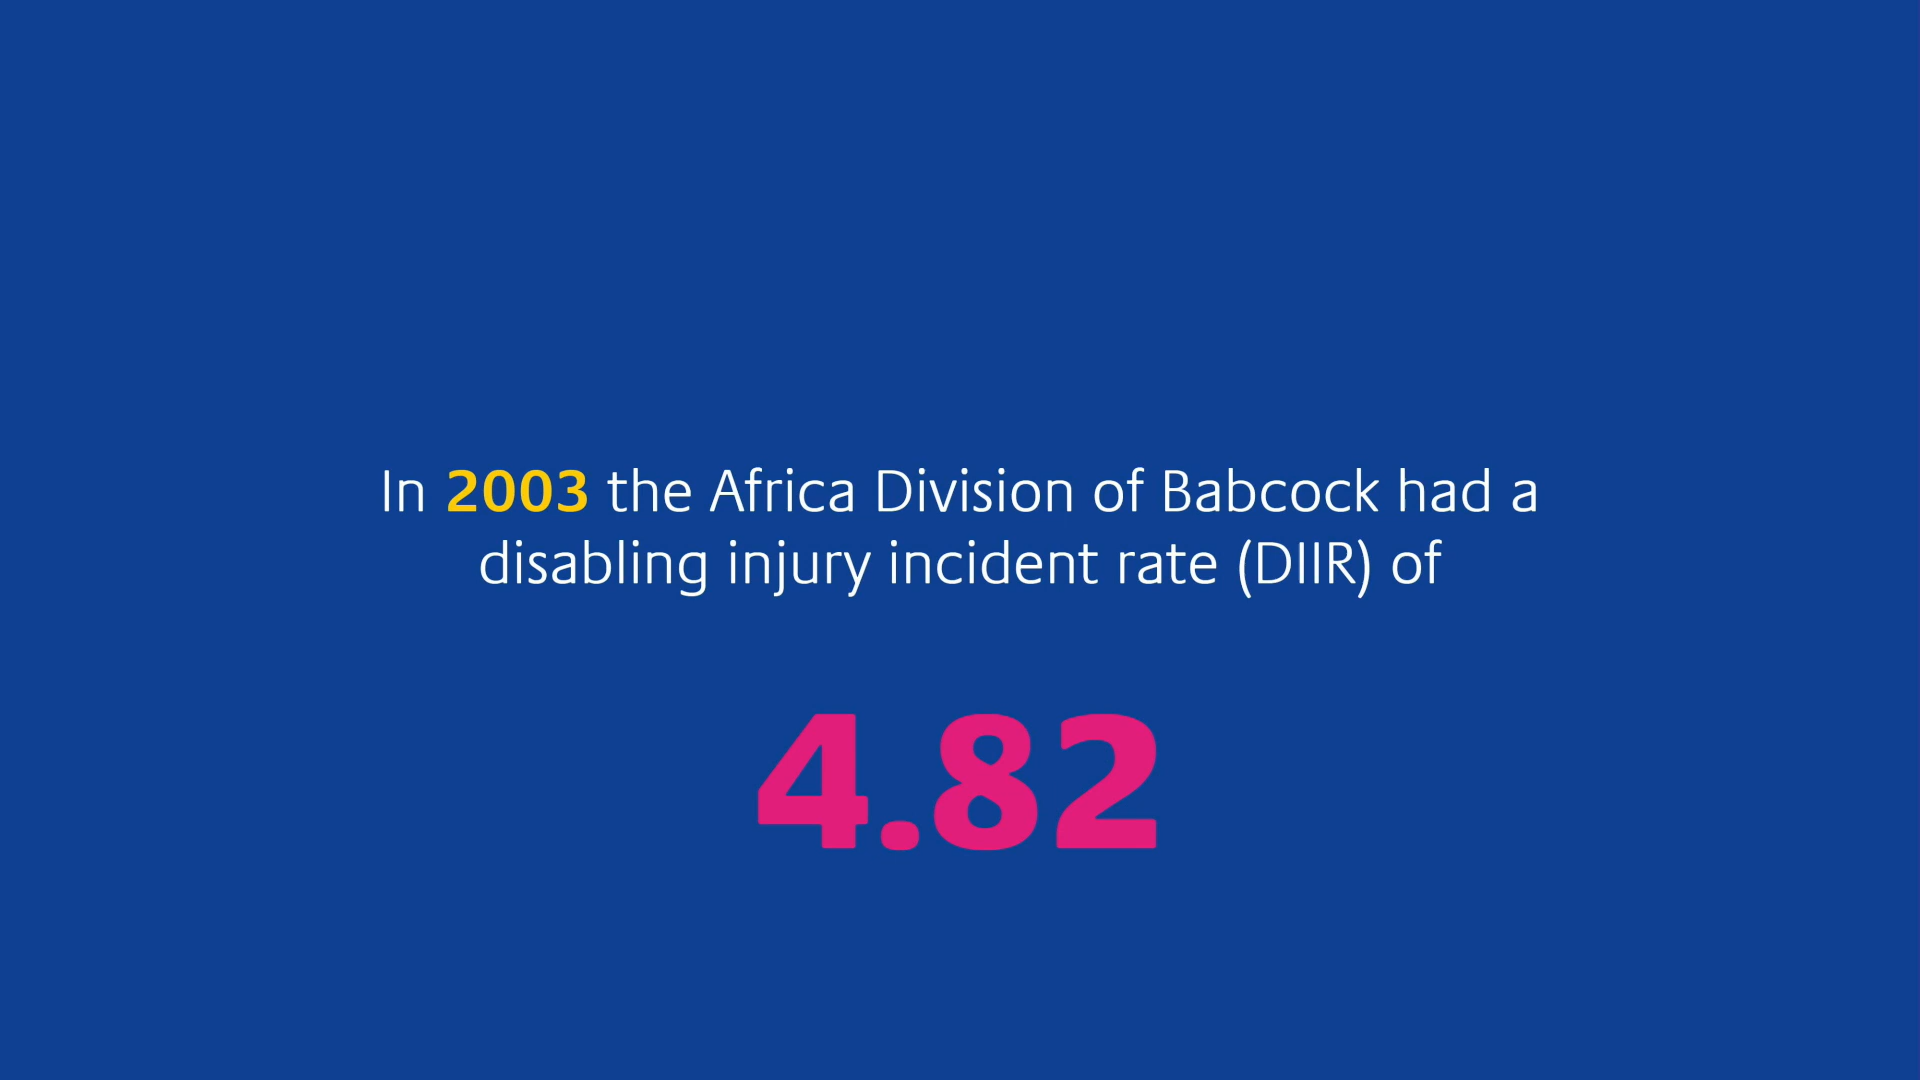 In 2003 the Africa Division of Babcock had a
disabling injury incident rate (DIIR) of
4.82